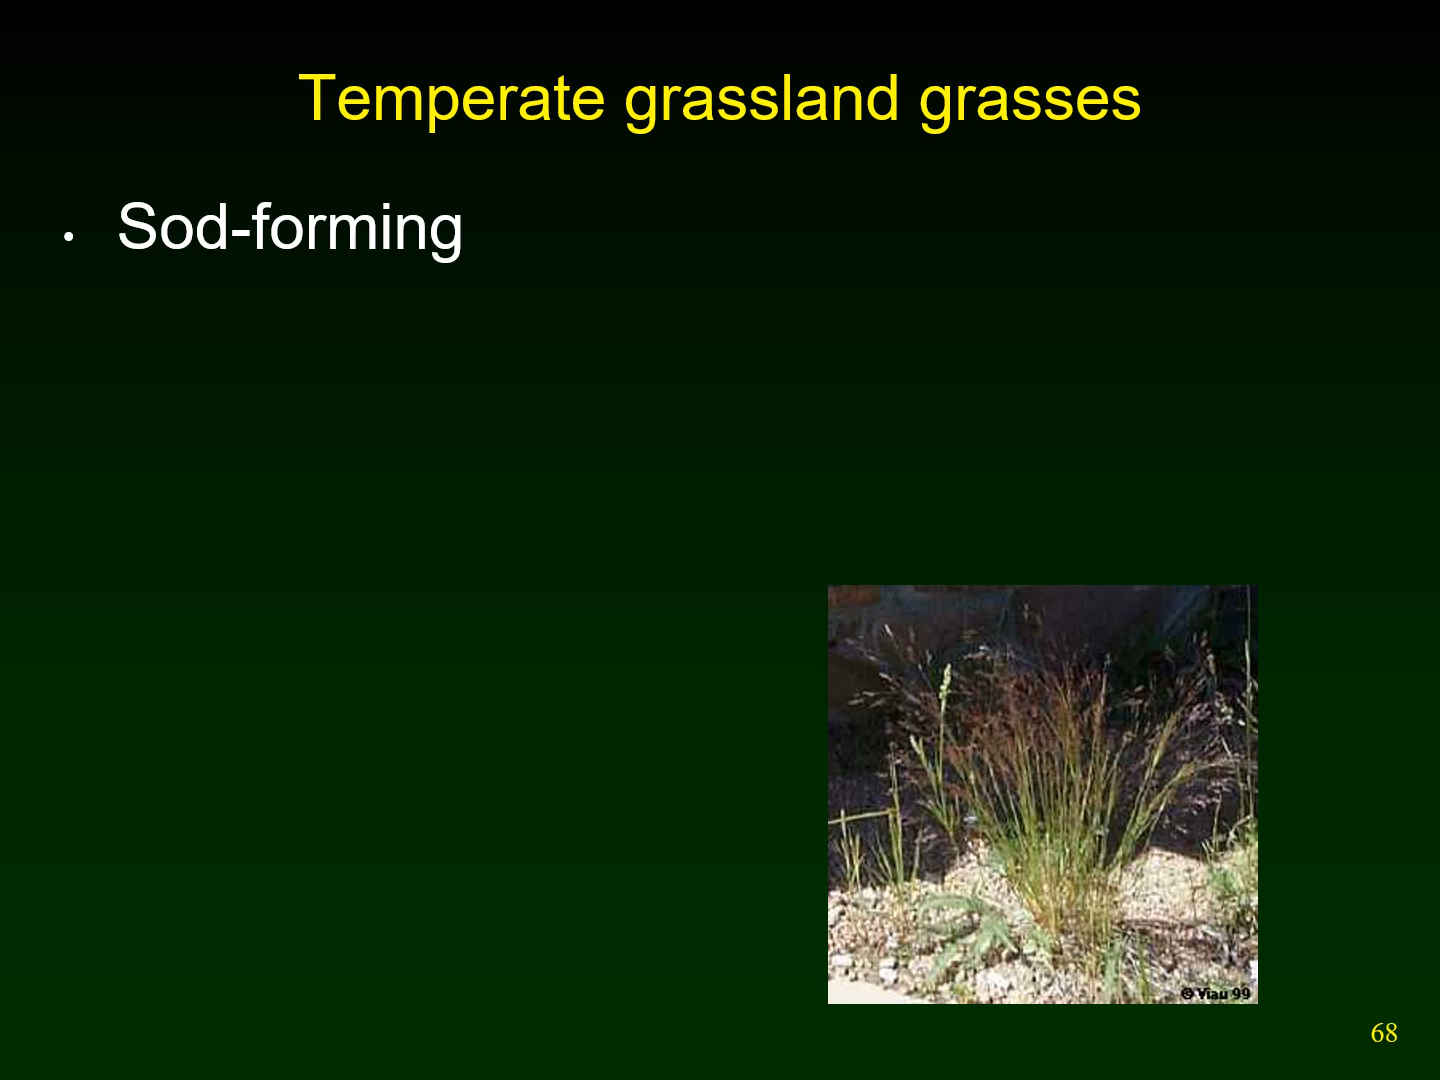 Temperate grassland grasses
• Sod-forming
© Viau 99
68